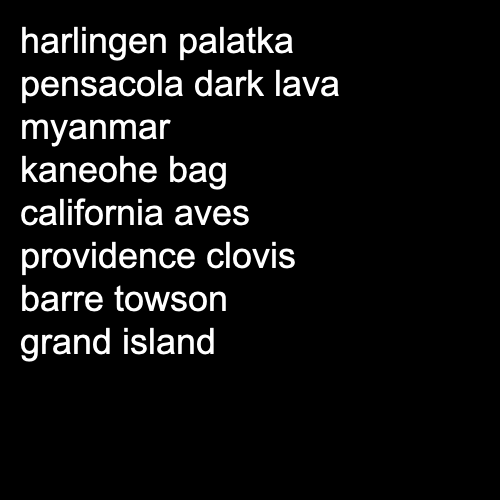 harlingen palatka
pensacola dark lava
myanmar
kaneohe bag
california aves
providence clovis
barre towson
grand island